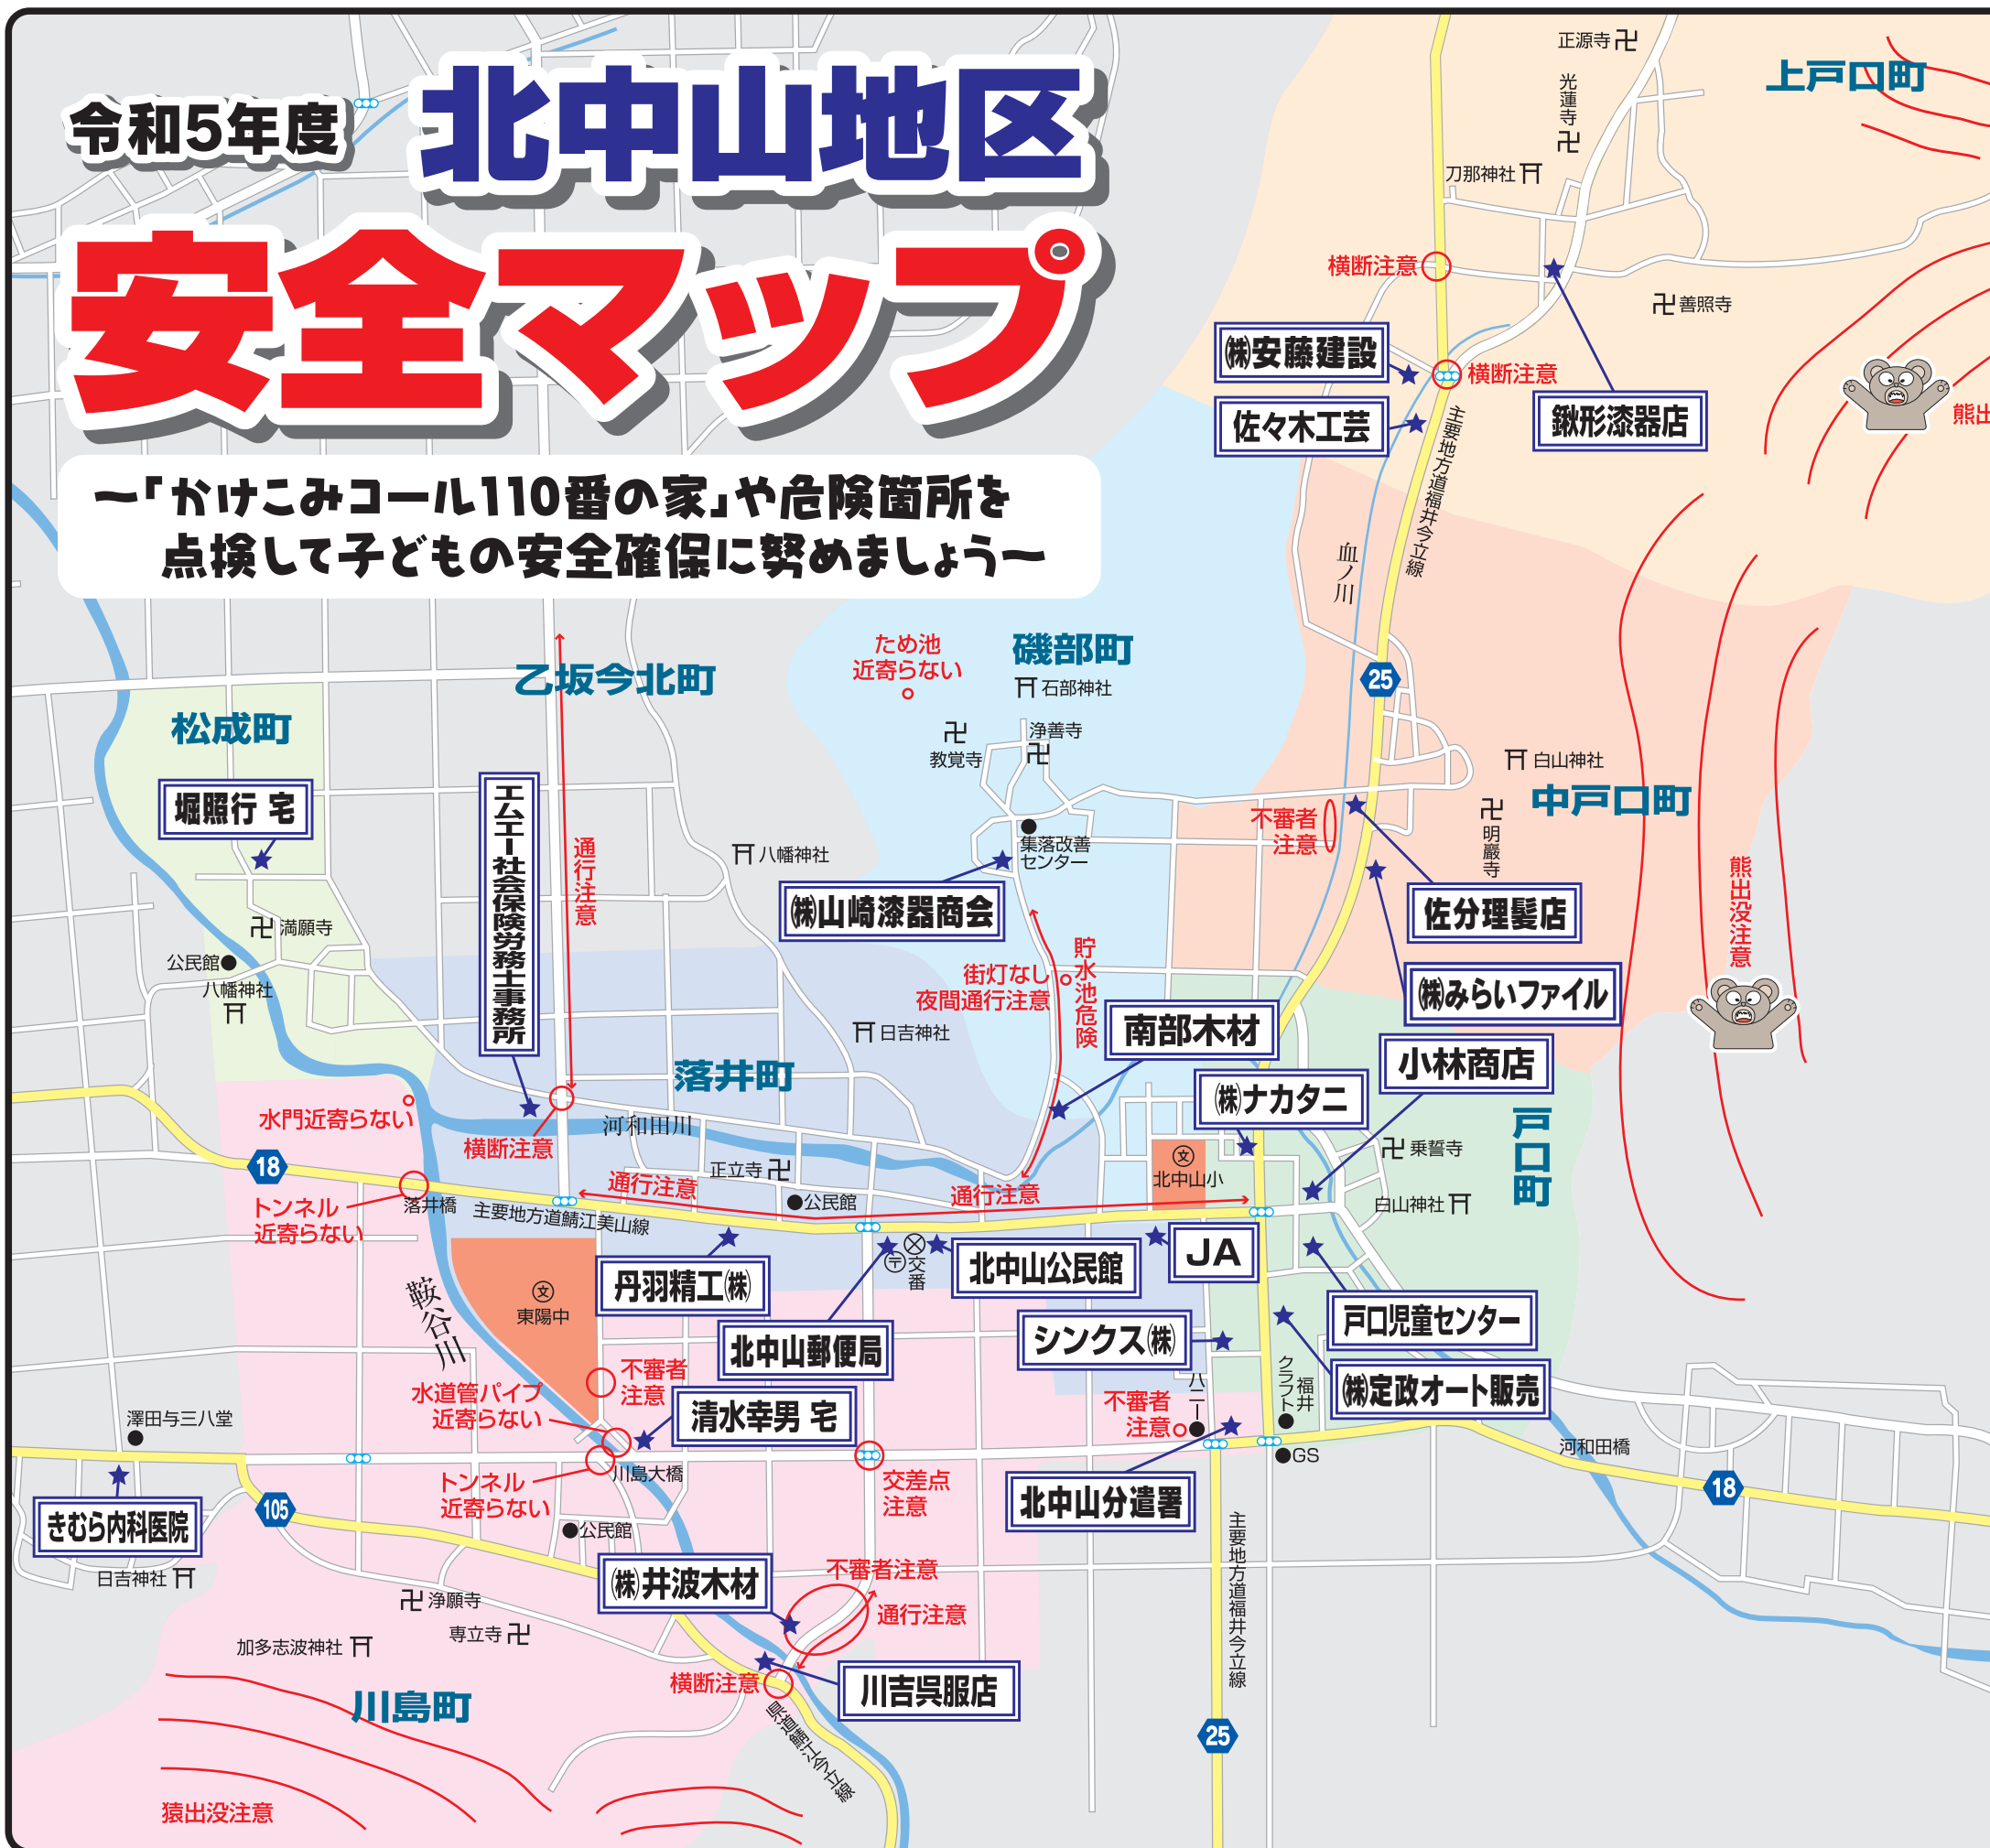 令和5年度
北中山地区
安全マップ
～「かけこみコール110番の家」や危険箇所を
点検して子どもの安全確保に努めましょう～
正源寺
光蓮寺
上戸口町
刀那神社
横断注意
善照寺
㈱安藤建設
横断注意
鍬形漆器店
佐々木工芸
熊出
主要地方道福井今立線
血ノ川
ため池
近寄らない
磯部町
石部神社
乙坂今北町
25
松成町
教覚寺
浄善寺
白山神社
中戸口町
堀照行 宅
エムエー社会保険労務士事務所
通行注意
八幡神社
集落改善
センター
不審者
注意
明巖寺
㈱山崎漆器商会
佐分理髪店
熊出没注意
満願寺
公民館
八幡神社
街灯なし
夜間通行注意
貯水池危険
㈱みらいファイル
日吉神社
南部木材
小林商店
落井町
㈱ナカタニ
水門近寄らない
河和田川
横断注意
戸口町
乗誓寺
18
正立寺
北中山小
通行注意
通行注意
トンネル
近寄らない
落井橋
公民館
白山神社
主要地方道鯖江美山線
交番
北中山公民館
JA
丹羽精工㈱
鞍谷川
東陽中
北中山郵便局
シンクス㈱
戸口児童センター
不審者
注意
水道管パイプ
近寄らない
清水幸男 宅
不審者
注意
ハニー
クラフト
福井
㈱定政オート販売
澤田与三八堂
河和田橋
GS
川島大橋
トンネル
近寄らない
交差点
注意
北中山分遣署
18
105
きむら内科医院
公民館
主要地方道福井今立線
日吉神社
㈱井波木材
不審者注意
浄願寺
通行注意
専立寺
加多志波神社
横断注意
川吉呉服店
川島町
県道鯖江今立線
25
猿出没注意